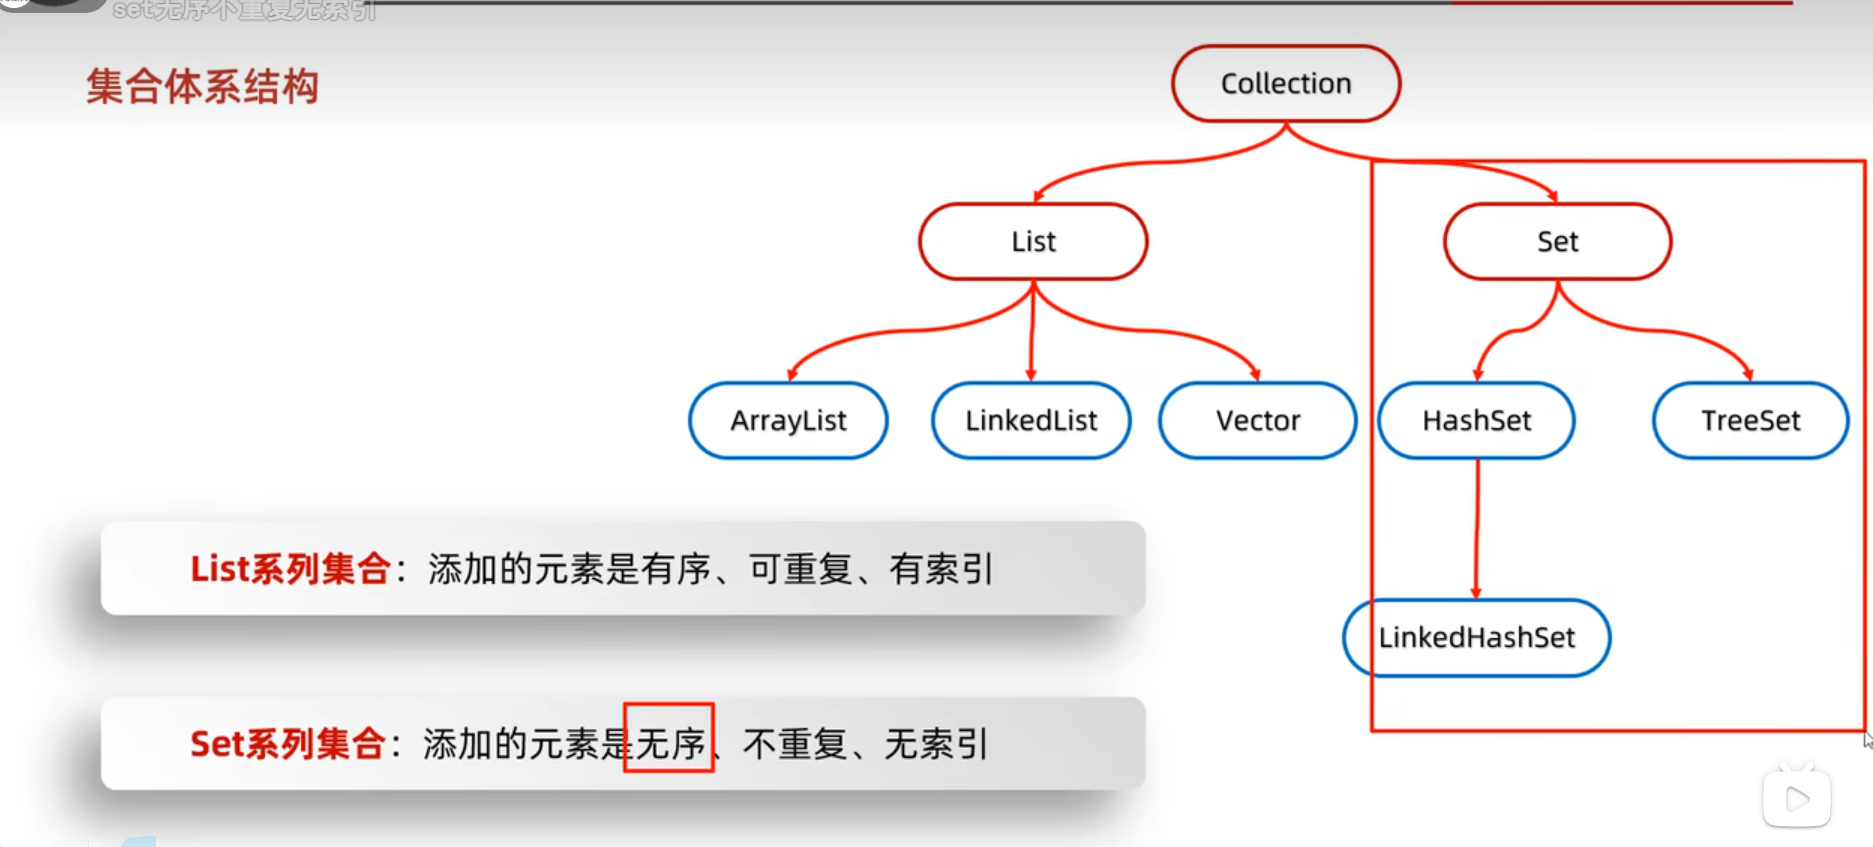 set无序不重复无索引
集合体系结构
Collection
List
Set
ArrayList
LinkedList
Vector
HashSet
TreeSet
LinkedHashSet
List系列集合：添加的元素是有序、可重复、有索引
Set系列集合：添加的元素是无序、不重复、无索引